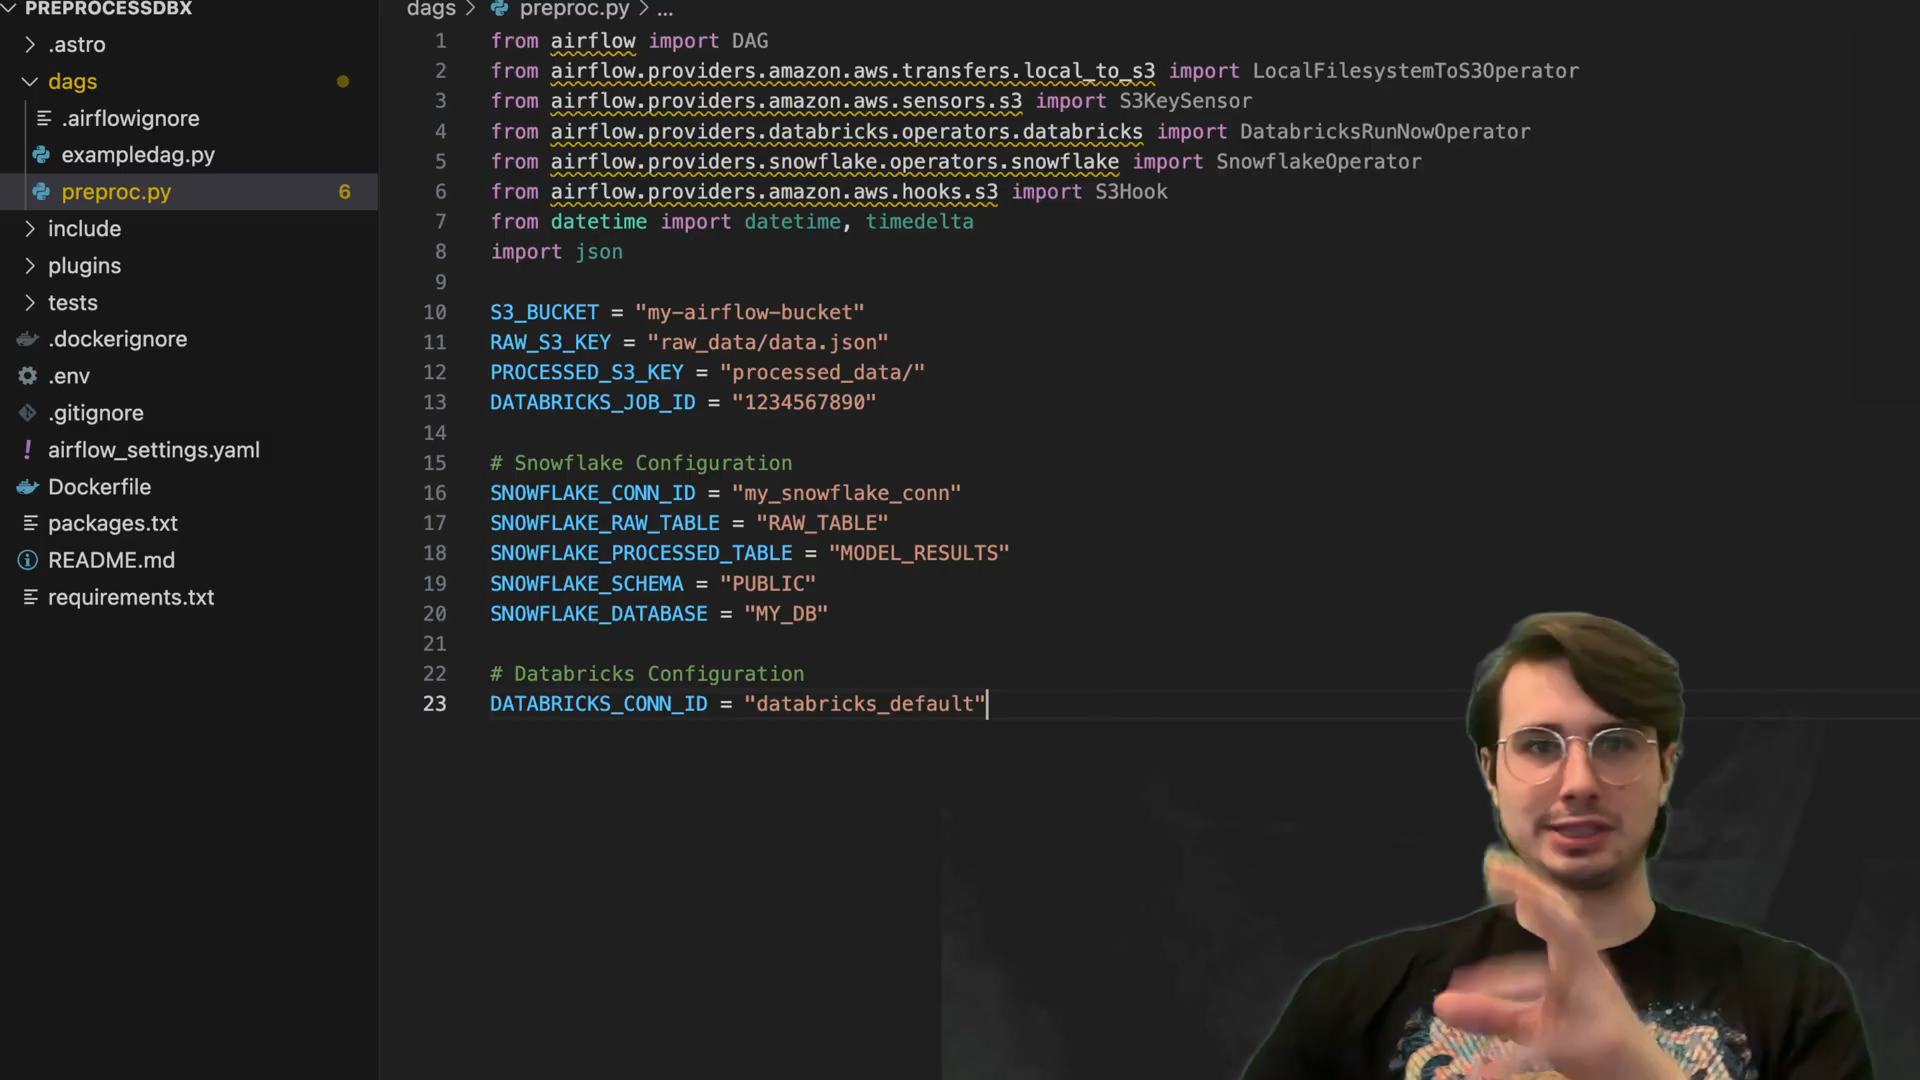 PREPROCESSDBX
.astro
dags
.airflowignore
exampledag.py
preproc.py 6
include
plugins
tests
.dockerignore
.env
.gitignore
! airflow_settings.yaml
Dockerfile
packages.txt
README.md
requirements.txt
dags > preproc.py > ...
1 from airflow import DAG
2 from airflow.providers.amazon.aws.transfers.local_to_s3 import LocalFilesystemToS3Operator
3 from airflow.providers.amazon.aws.sensors.s3 import S3KeySensor
4 from airflow.providers.databricks.operators.databricks import DatabricksRunNowOperator
5 from airflow.providers.snowflake.operators.snowflake import SnowflakeOperator
6 from airflow.providers.amazon.aws.hooks.s3 import S3Hook
7 from datetime import datetime, timedelta
8 import json
9
10 S3_BUCKET = "my-airflow-bucket"
11 RAW_S3_KEY = "raw_data/data.json"
12 PROCESSED_S3_KEY = "processed_data/"
13 DATABRICKS_JOB_ID = "1234567890"
14
15 # Snowflake Configuration
16 SNOWFLAKE_CONN_ID = "my_snowflake_conn"
17 SNOWFLAKE_RAW_TABLE = "RAW_TABLE"
18 SNOWFLAKE_PROCESSED_TABLE = "MODEL_RESULTS"
19 SNOWFLAKE_SCHEMA = "PUBLIC"
20 SNOWFLAKE_DATABASE = "MY_DB"
21
22 # Databricks Configuration
23 DATABRICKS_CONN_ID = "databricks_default"